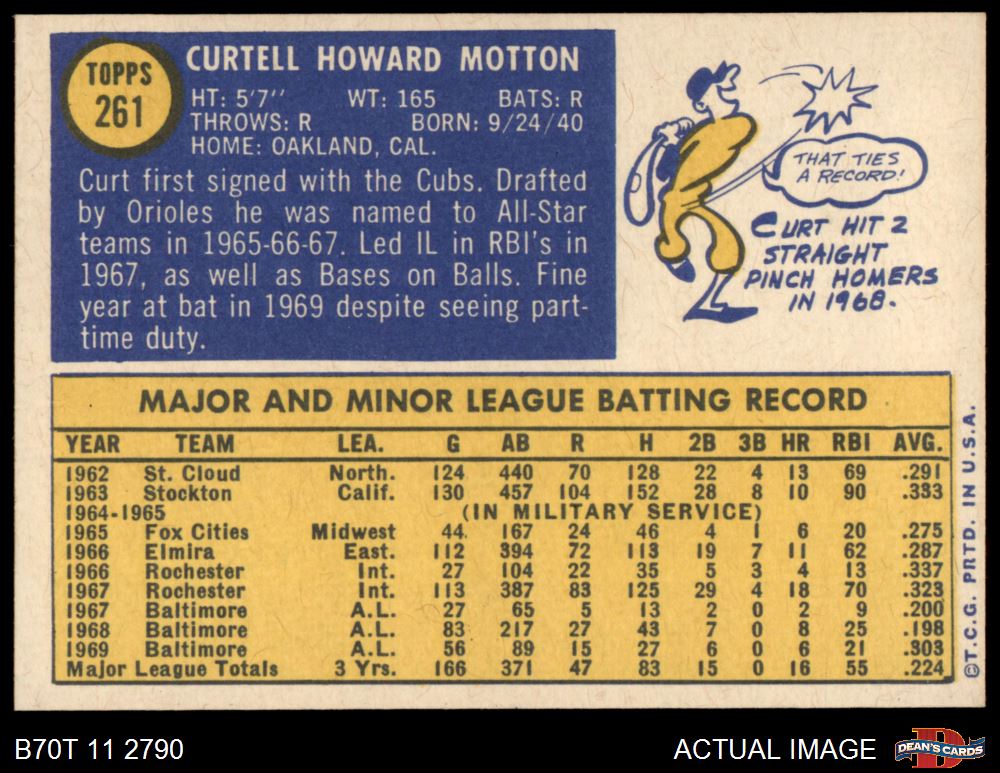 TOPPS
261
CURTELL HOWARD MOTTON
HT: 5'7" WT: 165 BATS: R
THROWS: R BORN: 9/24/40
HOME: OAKLAND, CAL.
Curt first signed with the Cubs. Drafted
by Orioles he was named to All-Star
teams in 1965-66-67. Led IL in RBI's in
1967, as well as Bases on Balls. Fine
year at bat in 1969 despite seeing part-
time duty.
THAT TIES
A RECORD!
CURT HIT 2
STRAIGHT
PINCH HOMERS
IN 1968.
MAJOR AND MINOR LEAGUE BATTING RECORD
YEAR TEAM LEA. G AB R H 2B 3B HR RBI AVG.
1962 St. Cloud North. 124 440 70 128 22 4 13 69 .291
1963 Stockton Calif. 130 457 104 152 28 8 10 90 .333
1964-1965 (IN MILITARY SERVICE)
1965 Fox Cities Midwest 44 167 24 46 4 1 6 20 .275
1966 Elmira East. 112 394 72 113 19 7 11 62 .287
1966 Rochester Int. 27 104 22 35 5 3 4 13 .337
1967 Rochester Int. 113 387 83 125 29 4 18 70 .323
1967 Baltimore A.L. 27 65 5 13 2 0 2 9 .200
1968 Baltimore A.L. 83 217 27 43 7 0 8 25 .198
1969 Baltimore A.L. 56 89 15 27 6 0 6 21 .303
Major League Totals 3 Yrs. 166 371 47 83 15 0 16 55 .224
©T.C.G. PRTD. IN U.S.A.
B70T 11 2790
ACTUAL IMAGE
DEAN'S CARDS